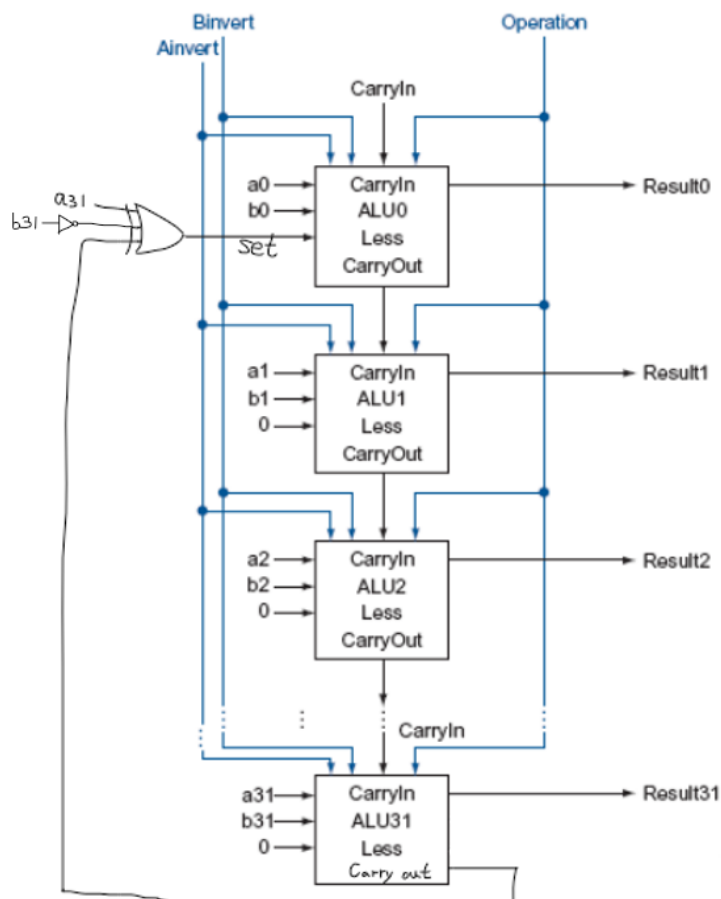 Binvert
Operation
Ainvert
CarryIn
a0
CarryIn
Result0
a31
b31
b0
ALU0
set
Less
CarryOut
a1
CarryIn
Result1
b1
ALU1
0
Less
CarryOut
a2
CarryIn
Result2
b2
ALU2
0
Less
CarryOut
CarryIn
a31
CarryIn
Result31
b31
ALU31
0
Less
Carry out